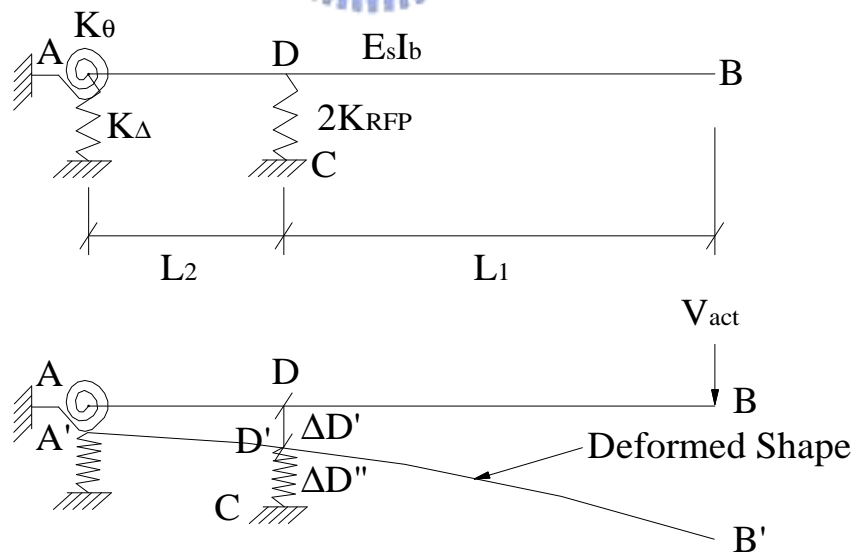 Kθ
A D EsIb B
KΔ 2KRFP
C
L2 L1
Vact
A D B
A' D' ΔD' Deformed Shape
ΔD"
C
B'